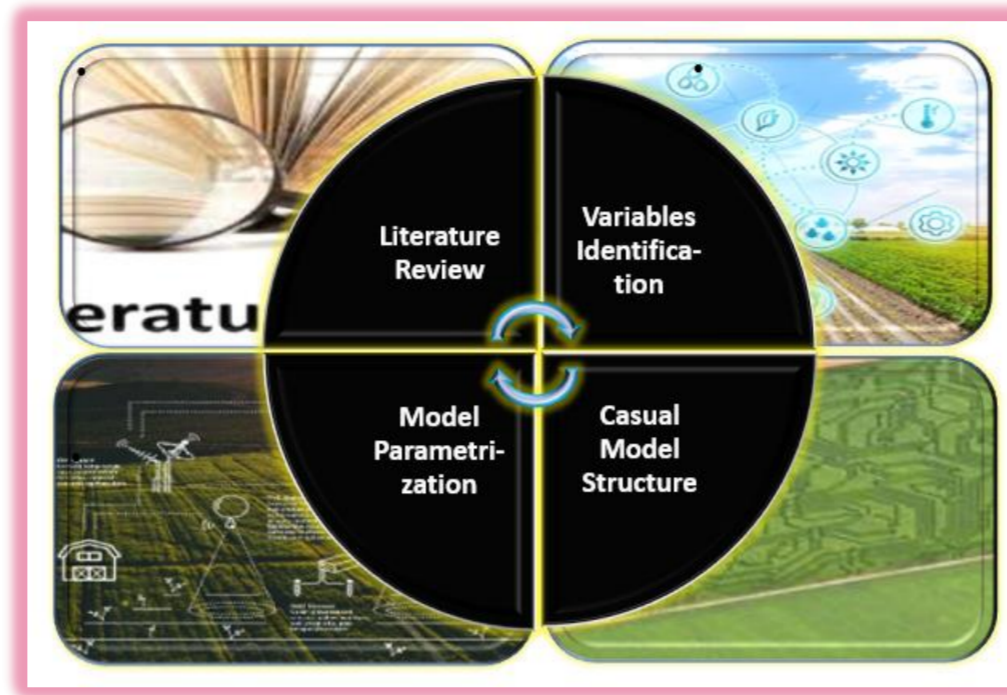 Literature
Review
Variables
Identifica-
tion
eratu
Model
Parametri-
zation
Casual
Model
Structure